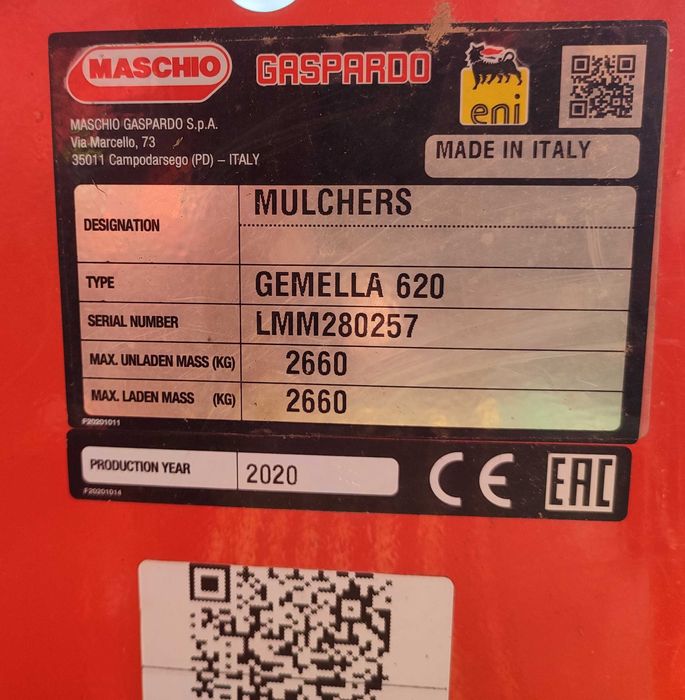 MASCHIO GASPARDO eni
MASCHIO GASPARDO S.p.A.
Via Marcello, 73
35011 Campodarsego (PD) – ITALY
MADE IN ITALY
DESIGNATION MULCHERS
TYPE GEMELLA 620
SERIAL NUMBER LMM280257
MAX. UNLADEN MASS (KG) 2660
MAX. LADEN MASS (KG) 2660
F20201011
PRODUCTION YEAR 2020
CE EAC
F20201014